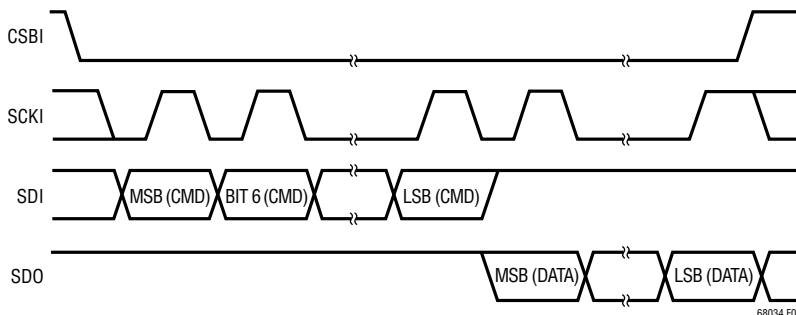 CSBI
SCKI
SDI
MSB (CMD)
BIT 6 (CMD)
LSB (CMD)
SDO
MSB (DATA)
LSB (DATA)